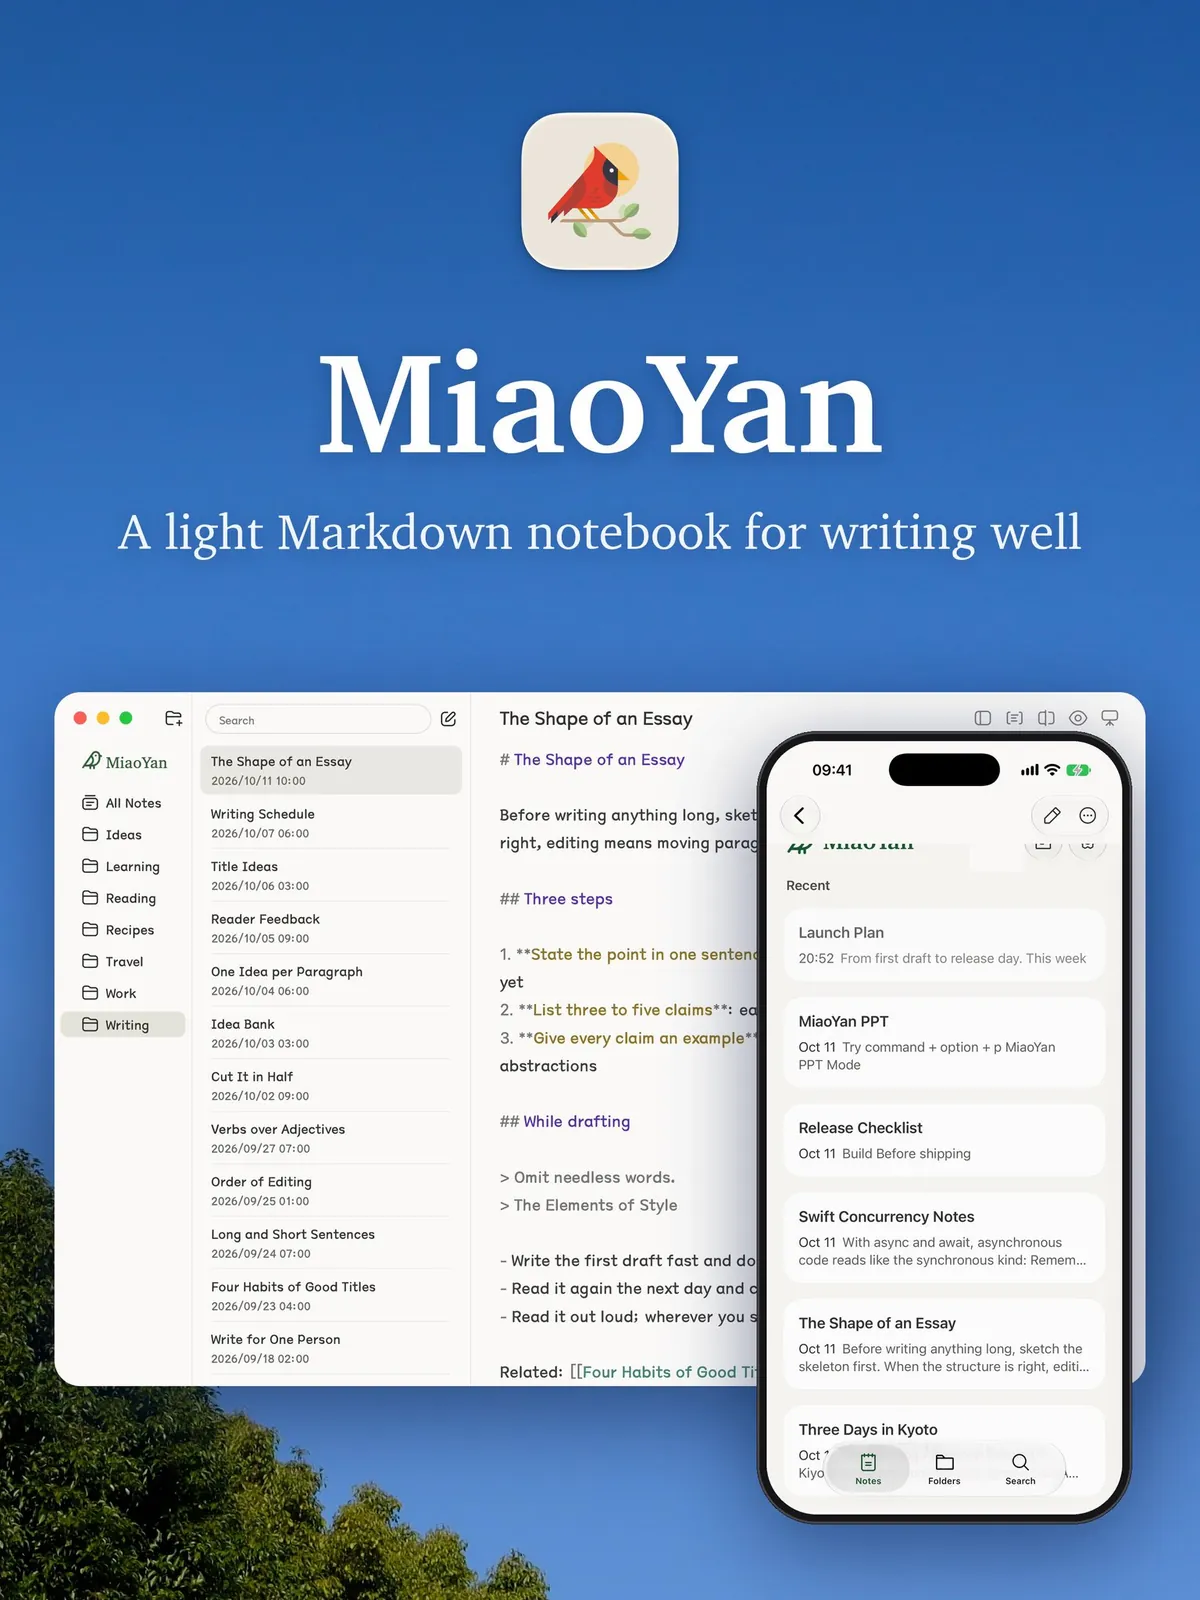 MiaoYan
A light Markdown notebook for writing well
MiaoYan
All Notes
Ideas
Learning
Reading
Recipes
Travel
Work
Writing
Search
The Shape of an Essay
2026/10/11 10:00
Writing Schedule
2026/10/07 06:00
Title Ideas
2026/10/06 03:00
Reader Feedback
2026/10/05 09:00
One Idea per Paragraph
2026/10/04 06:00
Idea Bank
2026/10/03 03:00
Cut It in Half
2026/10/02 09:00
Verbs over Adjectives
2026/09/27 07:00
Order of Editing
2026/09/25 01:00
Long and Short Sentences
2026/09/24 07:00
Four Habits of Good Titles
2026/09/23 04:00
Write for One Person
2026/09/18 02:00
The Shape of an Essay
# The Shape of an Essay
Before writing anything long, sket
right, editing means moving parag
## Three steps
1. **State the point in one sentenc
yet
2. **List three to five claims**: ea
3. **Give every claim an example**
abstractions
## While drafting
> Omit needless words.
> The Elements of Style
- Write the first draft fast and do
- Read it again the next day and c
- Read it out loud; wherever you s
Related: [[Four Habits of Good Ti
09:41
MiaoYan
Recent
Launch Plan
20:52 From first draft to release day. This week
MiaoYan PPT
Oct 11 Try command + option + p MiaoYan
PPT Mode
Release Checklist
Oct 11 Build Before shipping
Swift Concurrency Notes
Oct 11 With async and await, asynchronous
code reads like the synchronous kind: Remem...
The Shape of an Essay
Oct 11 Before writing anything long, sketch the
skeleton first. When the structure is right, editi...
Three Days in Kyoto
Oct
Kyo
Notes
Folders
Search